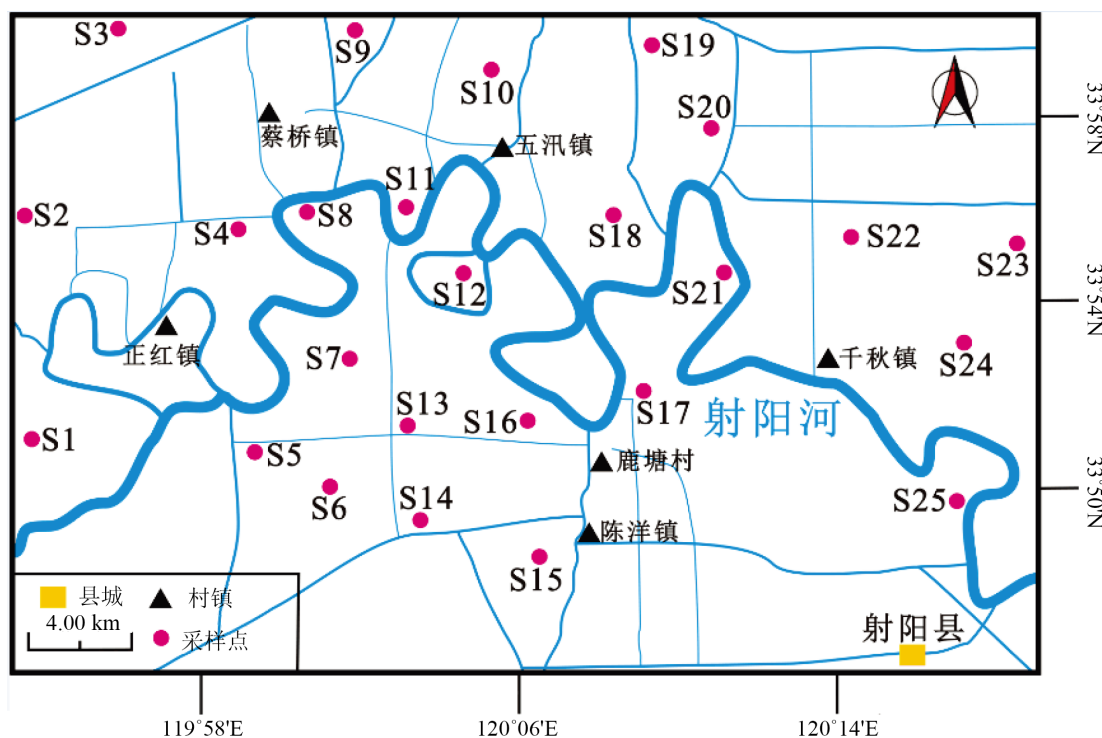 S3
S9
S19
S10
S20
33°58'N
蔡桥镇
五汛镇
S11
S2
S8
S4
S18
S22
S23
S12
S21
33°54'N
正红镇
S7
千秋镇
S24
S13
S16
S17
射阳河
S1
S5
鹿塘村
S6
S14
S25
33°50'N
陈洋镇
S15
县城
村镇
4.00 km
采样点
射阳县
119°58'E
120°06'E
120°14'E